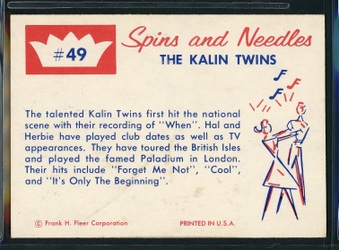 #49
Spins and Needles
THE KALIN TWINS
The talented Kalin Twins first hit the national
scene with their recording of "When". Hal and
Herbie have played club dates as well as TV
appearances. They have toured the British Isles
and played the famed Paladium in London.
Their hits include "Forget Me Not", "Cool",
and "It's Only The Beginning".
© Frank H. Fleer Corporation
PRINTED IN U.S.A.